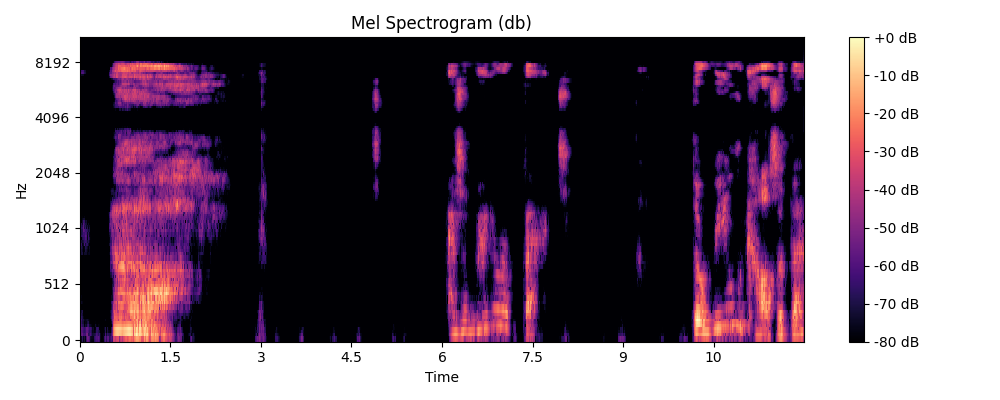 Mel Spectrogram (db)
8192
4096
2048
1024
512
0
Hz
0 1.5 3 4.5 6 7.5 9 10
Time
+0 dB
-10 dB
-20 dB
-30 dB
-40 dB
-50 dB
-60 dB
-70 dB
-80 dB